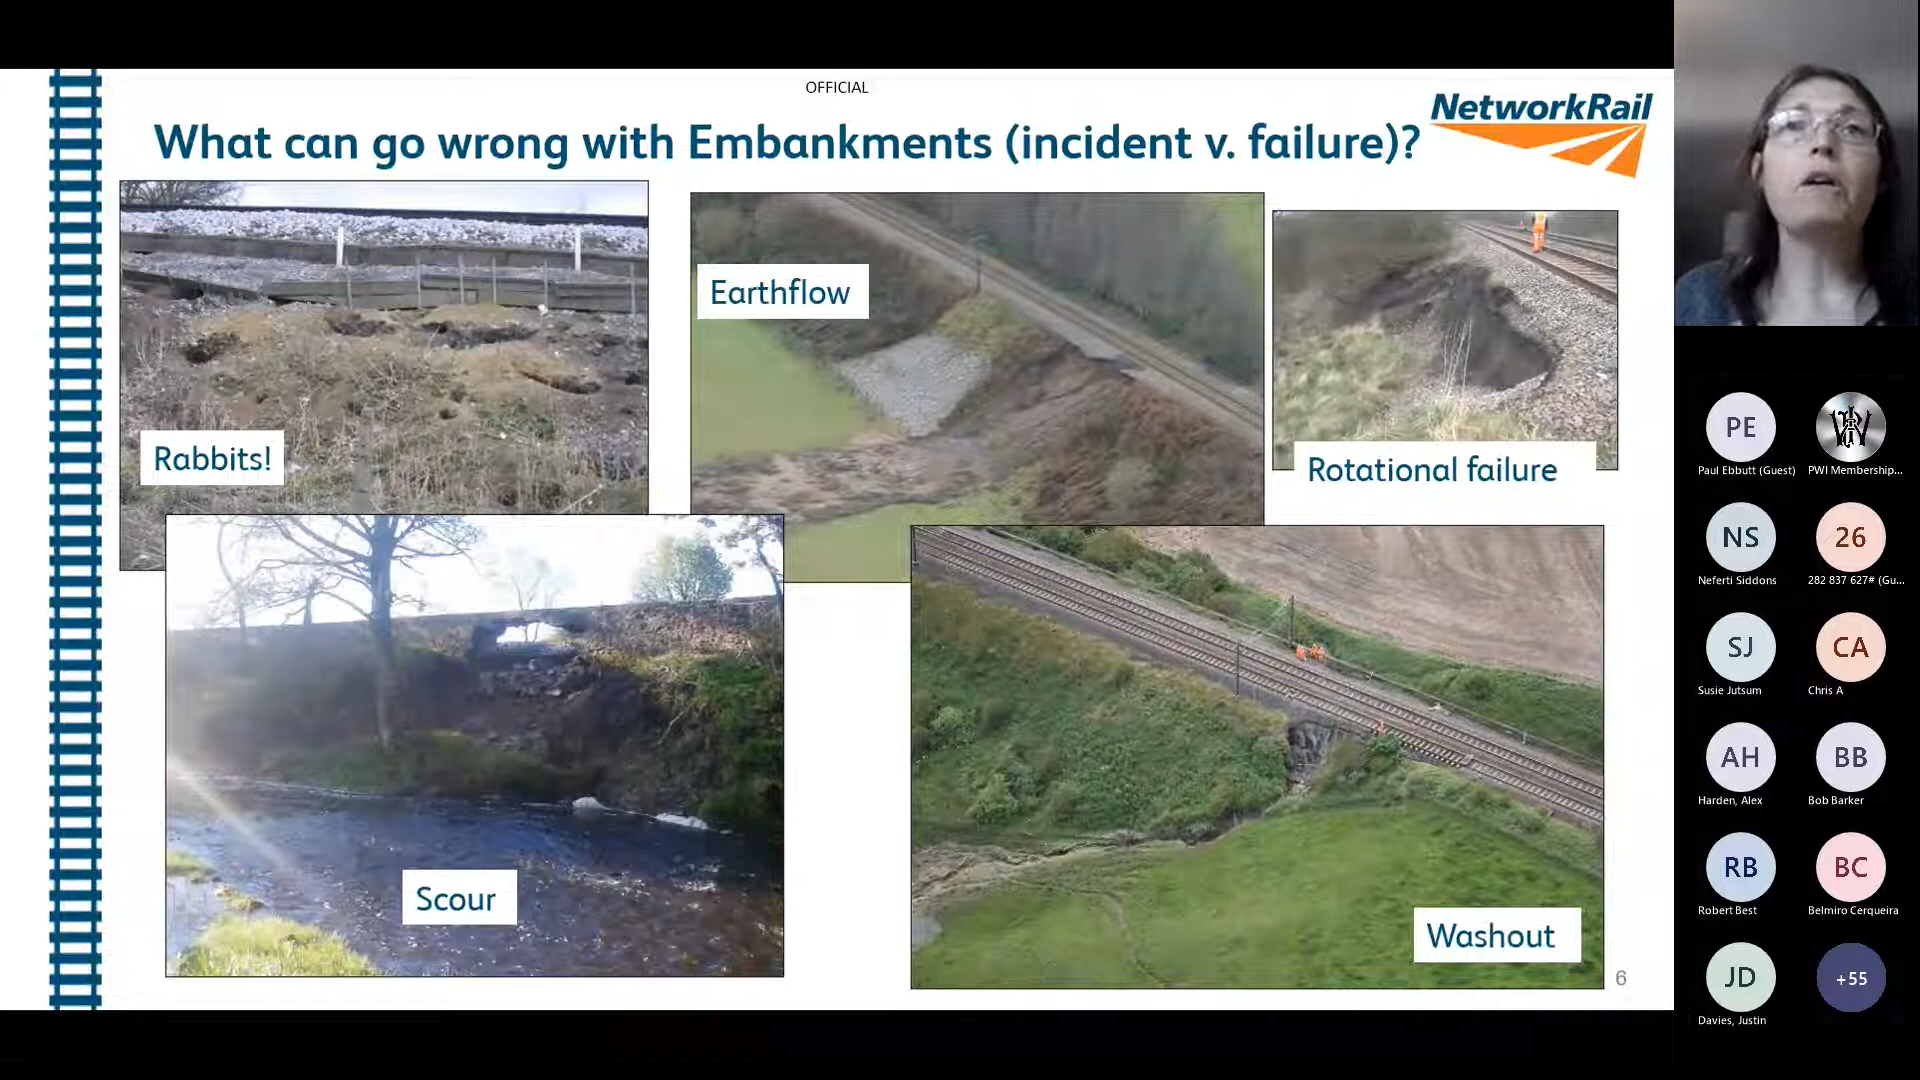 OFFICIAL
What can go wrong with Embankments (incident v. failure)?
NetworkRail
Rabbits!
Earthflow
Rotational failure
Scour
Washout
6
PE
Paul Ebbutt (Guest)
PWI Membership...
NS
Neferti Siddons
26
282 837 627# (Gu...
SJ
Susie Jutsum
CA
Chris A
AH
Harden, Alex
BB
Bob Barker
RB
Robert Best
BC
Belmiro Cerqueira
JD
Davies, Justin
+55